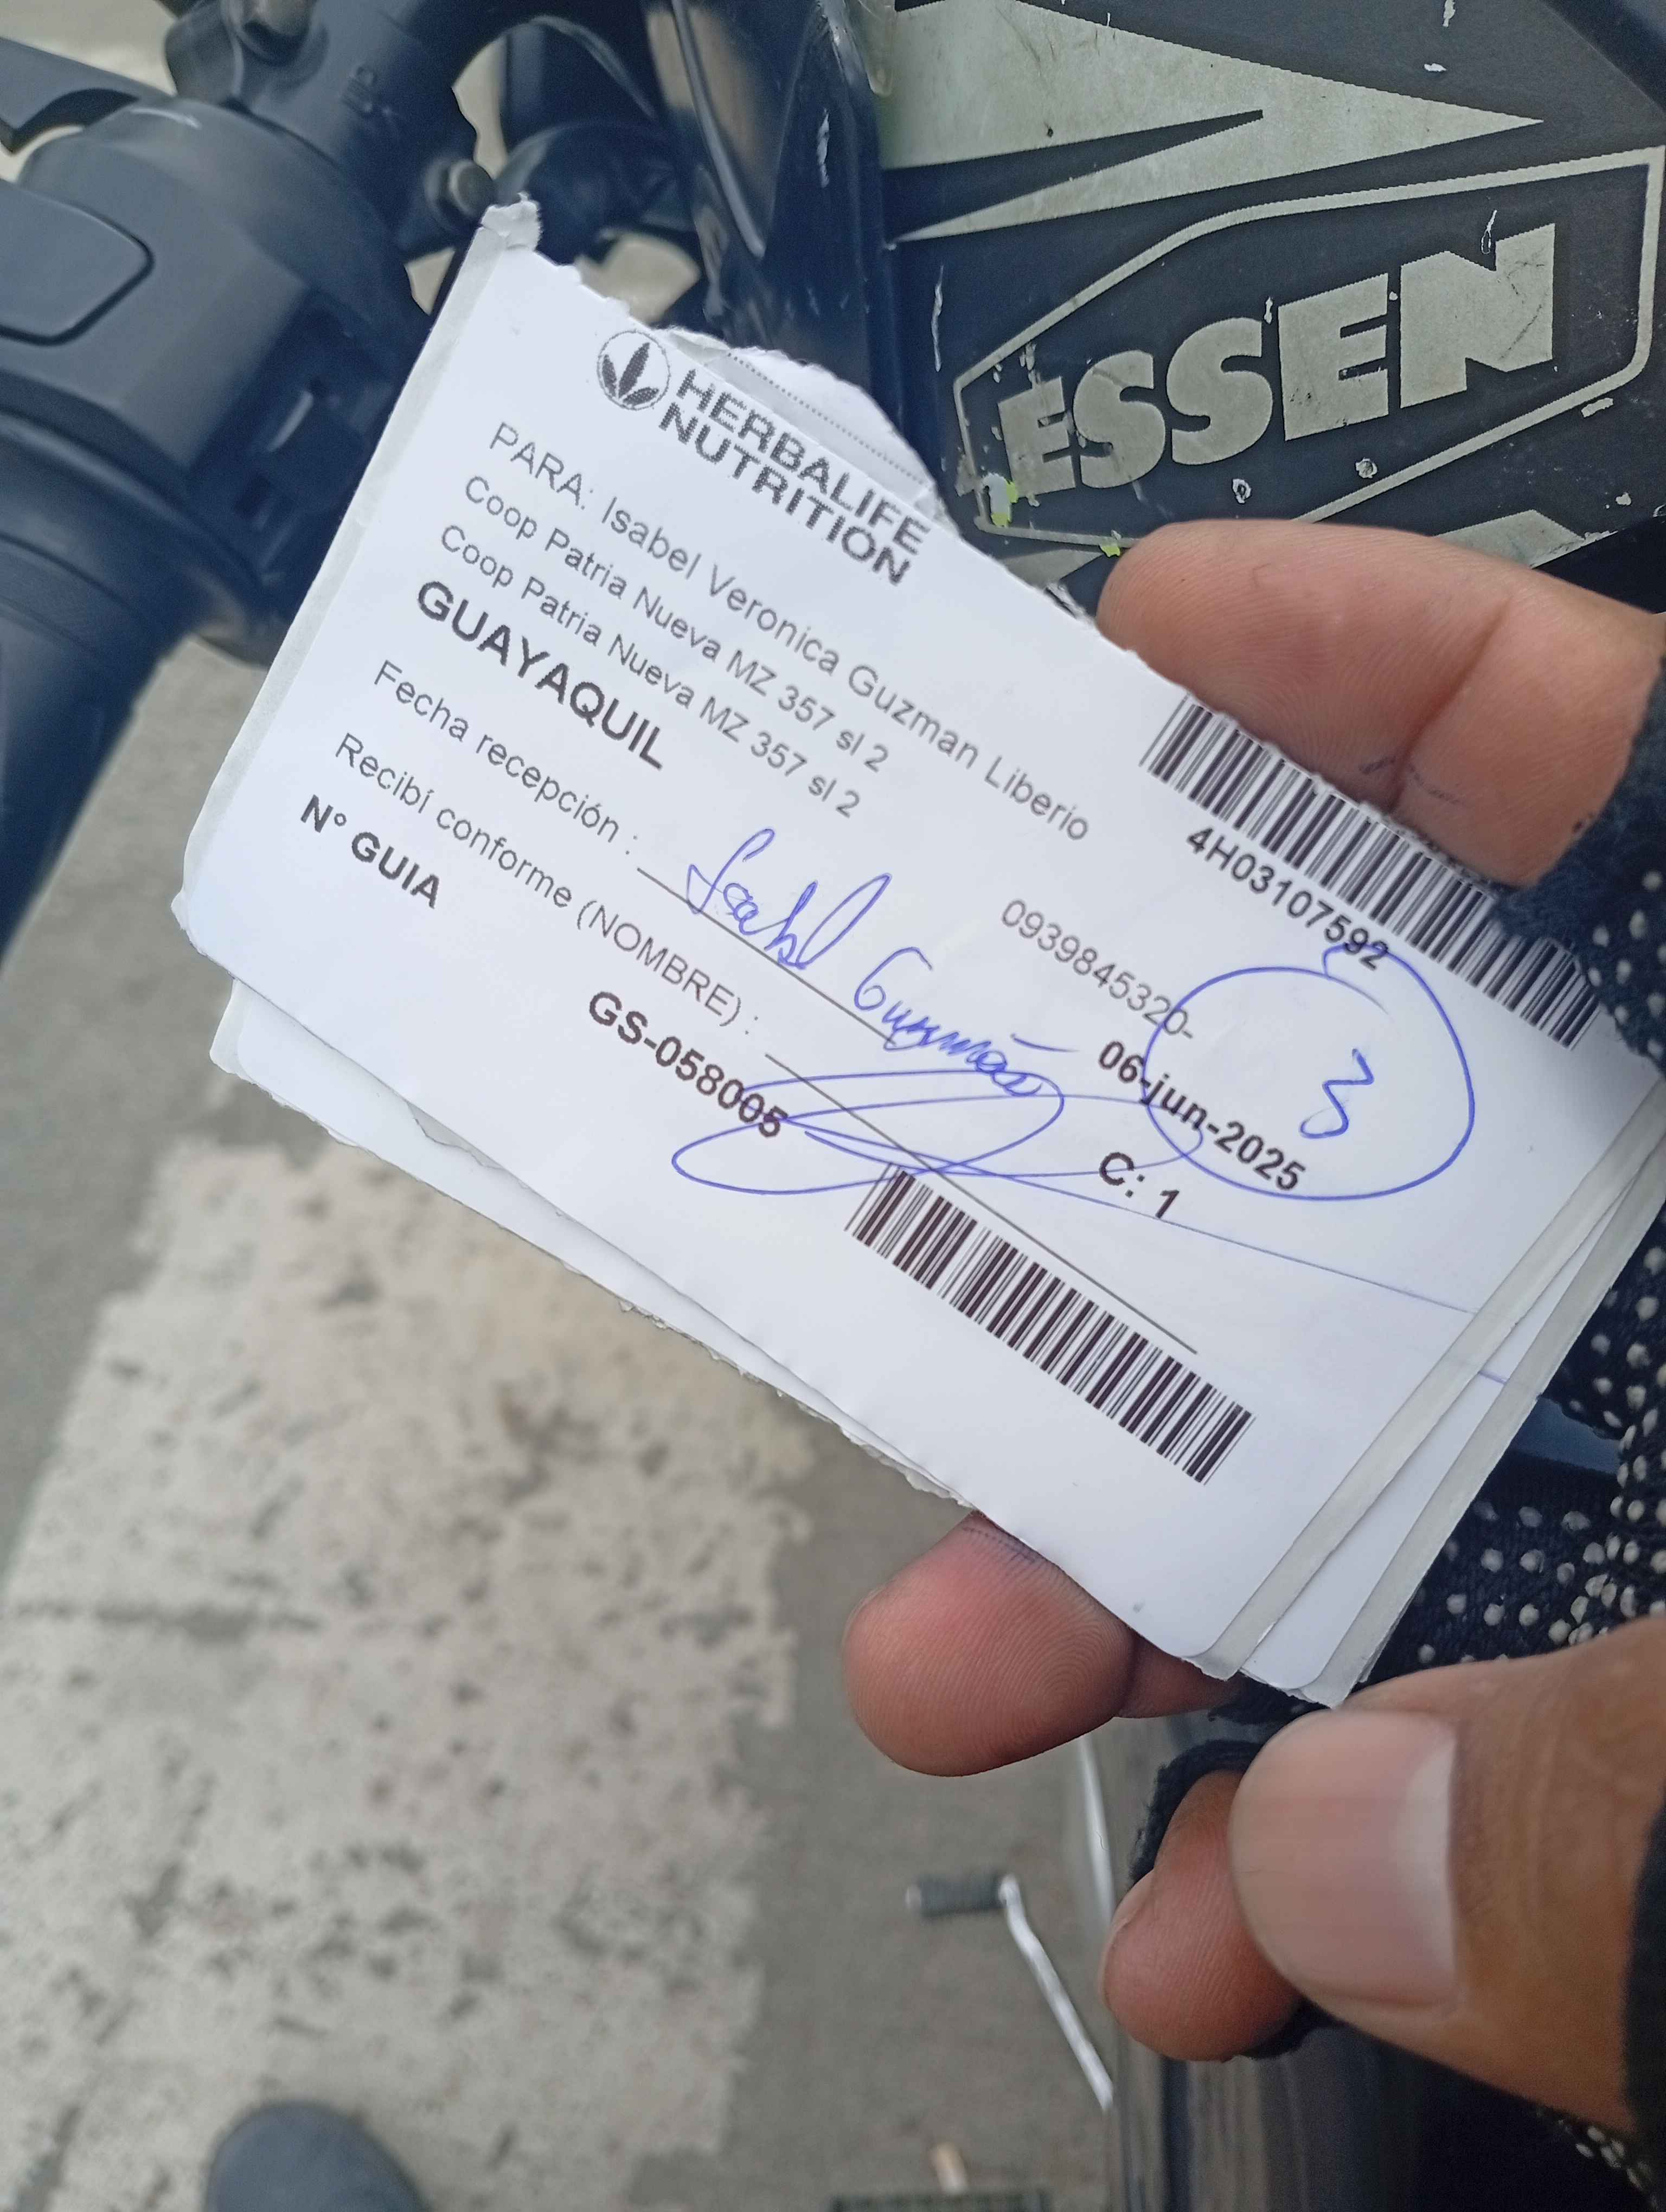 ESSEN
HERBALIFE
NUTRITION
PARA: Isabel Veronica Guzman Liberio
Coop Patria Nueva MZ 357 sl 2
Coop Patria Nueva MZ 357 sl 2
GUAYAQUIL
4H03107592
0939845320-
3
Fecha recepción :
06-jun-2025
Isabel Guzmán
Recibí conforme (NOMBRE) :
C: 1
N° GUIA
GS-058005